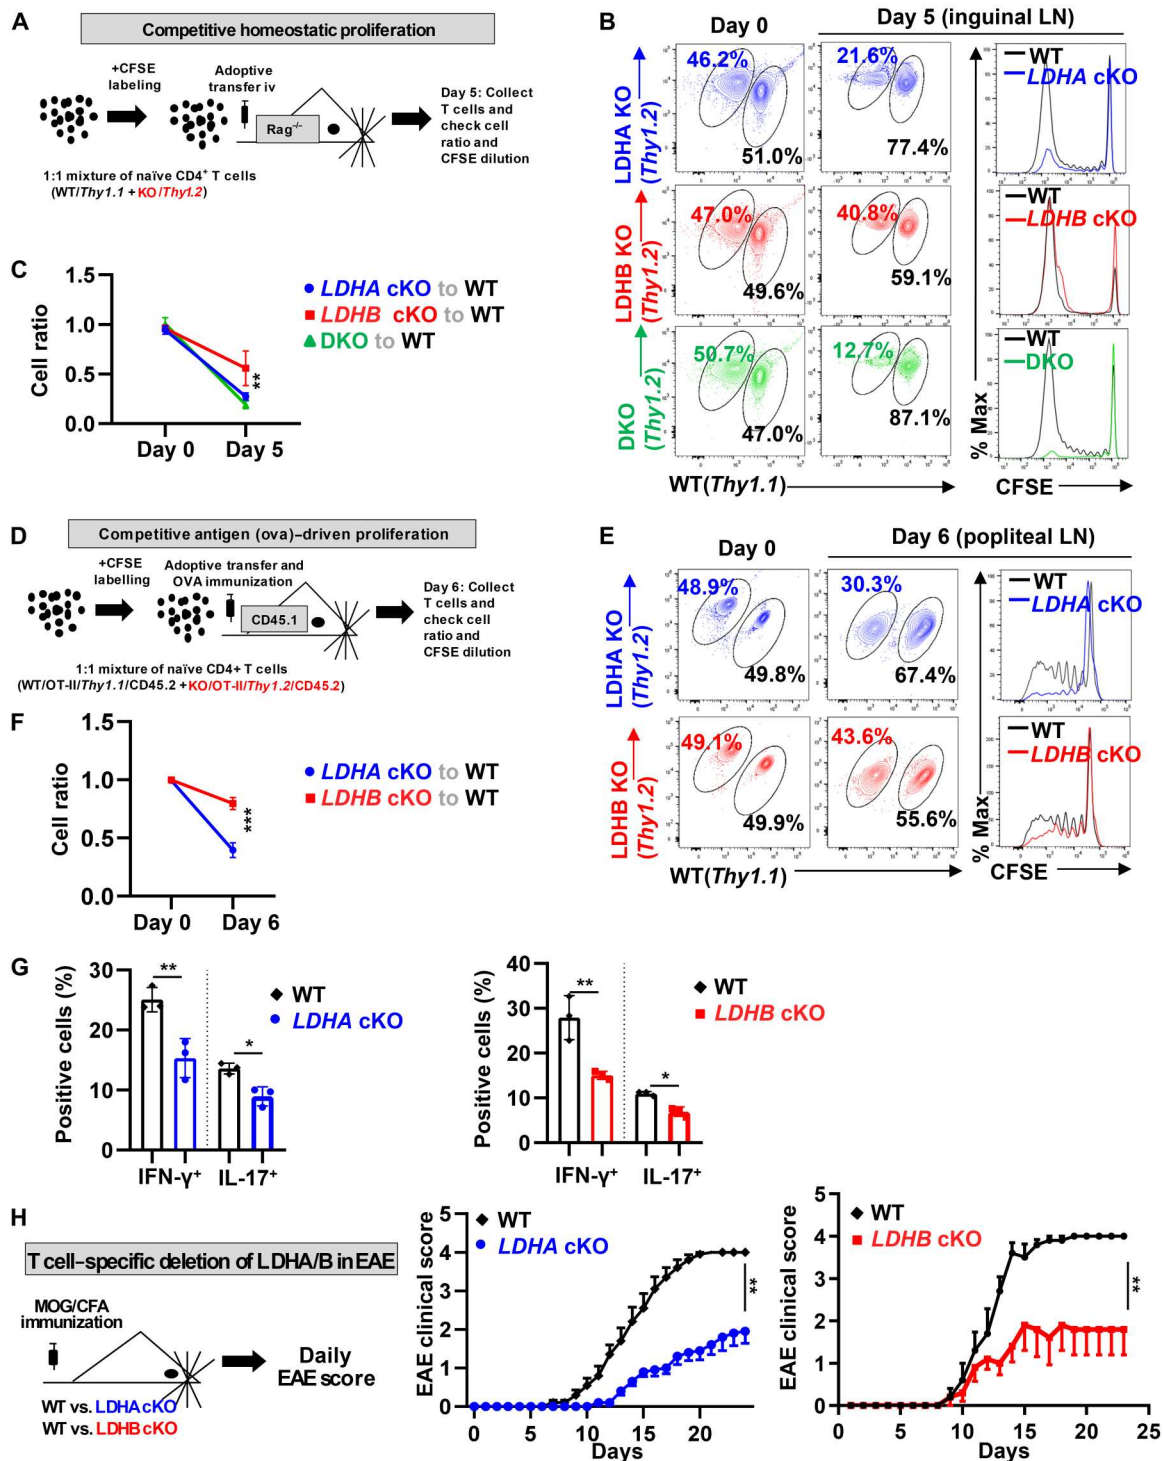 A
Competitive homeostatic proliferation
+CFSE
labeling
Adoptive
transfer iv
Rag⁻/⁻
Day 5: Collect
T cells and
check cell
ratio and
CFSE dilution
1:1 mixture of naïve CD4⁺ T cells
(WT/Thy1.1 + KO/Thy1.2)
B
Day 0
Day 5 (inguinal LN)
LDHA KO
(Thy1.2)
46.2%
51.0%
21.6%
77.4%
WT
LDHA cKO
LDHB KO
(Thy1.2)
47.0%
49.6%
40.8%
59.1%
WT
LDHB cKO
DKO
(Thy1.2)
50.7%
47.0%
12.7%
87.1%
WT
DKO
% Max
WT(Thy1.1)
CFSE
C
Cell ratio
1.5
1.0
0.5
0.0
Day 0
Day 5
**
LDHA cKO to WT
LDHB cKO to WT
DKO to WT
D
Competitive antigen (ova)–driven proliferation
+CFSE
labelling
Adoptive transfer and
OVA immunization
CD45.1
Day 6: Collect
T cells and
check cell
ratio and
CFSE dilution
1:1 mixture of naïve CD4+ T cells
(WT/OT-II/Thy1.1/CD45.2 + KO/OT-II/Thy1.2/CD45.2)
E
Day 0
Day 6 (popliteal LN)
LDHA KO
(Thy1.2)
48.9%
49.8%
30.3%
67.4%
WT
LDHA cKO
LDHB KO
(Thy1.2)
49.1%
49.9%
43.6%
55.6%
WT
LDHB cKO
% Max
WT(Thy1.1)
CFSE
F
Cell ratio
1.5
1.0
0.5
0.0
Day 0
Day 6
***
LDHA cKO to WT
LDHB cKO to WT
G
Positive cells (%)
30
20
10
0
**
*
IFN-γ⁺
IL-17⁺
WT
LDHA cKO
Positive cells (%)
40
30
20
10
0
**
*
IFN-γ⁺
IL-17⁺
WT
LDHB cKO
H
T cell–specific deletion of LDHA/B in EAE
MOG/CFA
immunization
Daily
EAE score
WT vs. LDHA cKO
WT vs. LDHB cKO
EAE clinical score
5
4
3
2
1
0
0 5 10 15 20
Days
WT
LDHA cKO
**
EAE clinical score
5
4
3
2
1
0
0 5 10 15 20 25
Days
WT
LDHB cKO
**